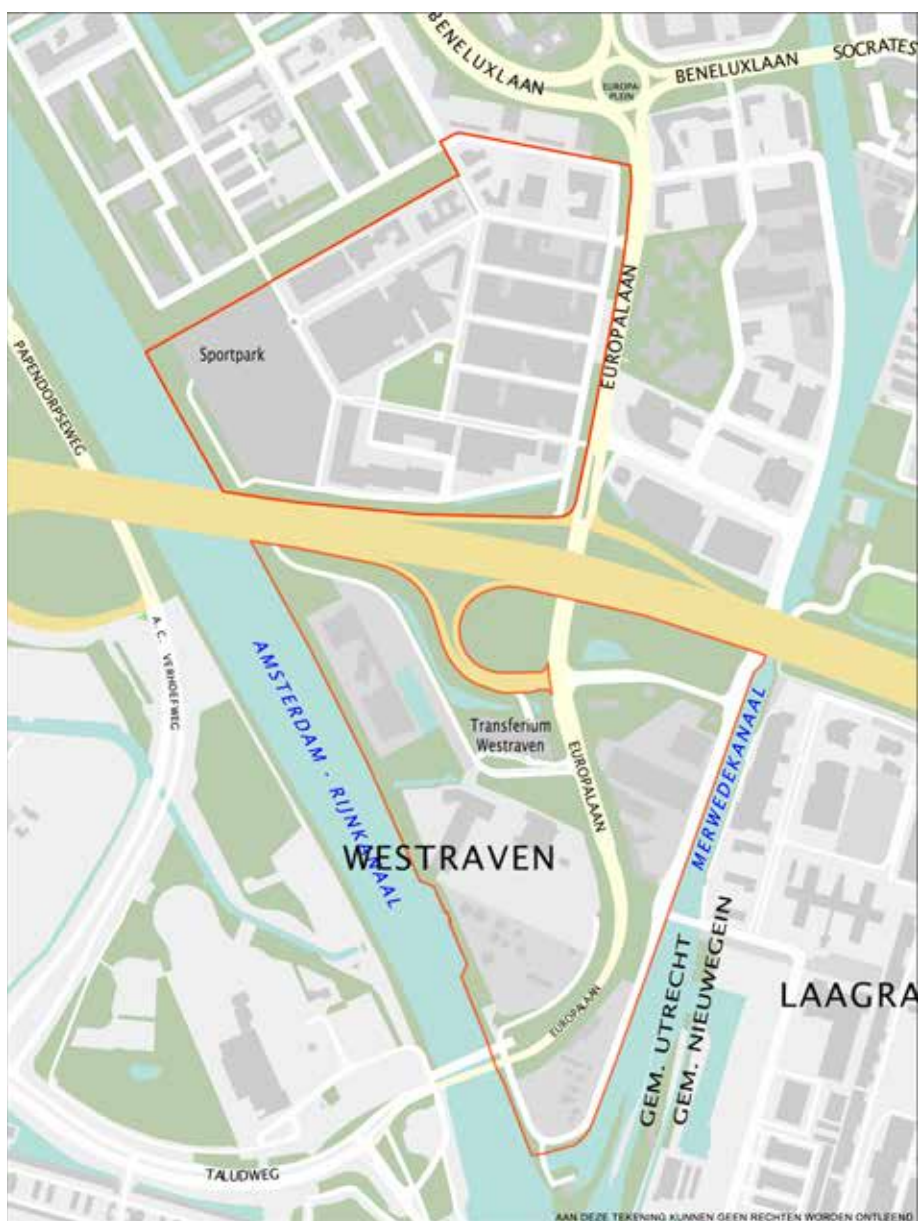 BENELUXLAAN
BENELUXLAAN
SOCRATES
EUROPA-
PLEIN
EUROPALAAN
Sportpark
PAPENDORPSEWEG
A.C. VERHOEFWEG
AMSTERDAM - RIJNKANAAL
Transferium
Westraven
EUROPALAAN
MERWEDEKANAAL
WESTRAVEN
GEM. UTRECHT
GEM. NIEUWEGEIN
LAAGRA
EUROPALAAN
TALUDWEG
AAN DEZE TEKENING KUNNEN GEEN RECHTEN WORDEN ONTLEEND